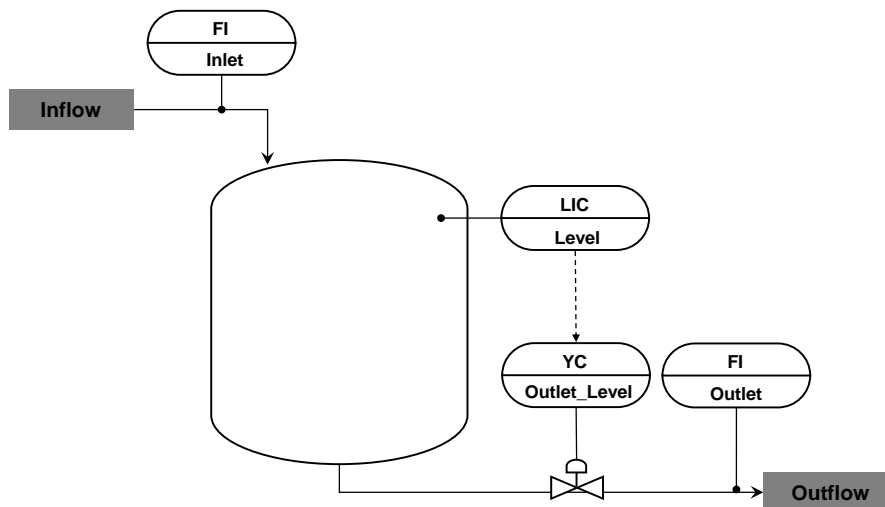 FI
Inlet
Inflow
LIC
Level
YC
Outlet_Level
FI
Outlet
Outflow